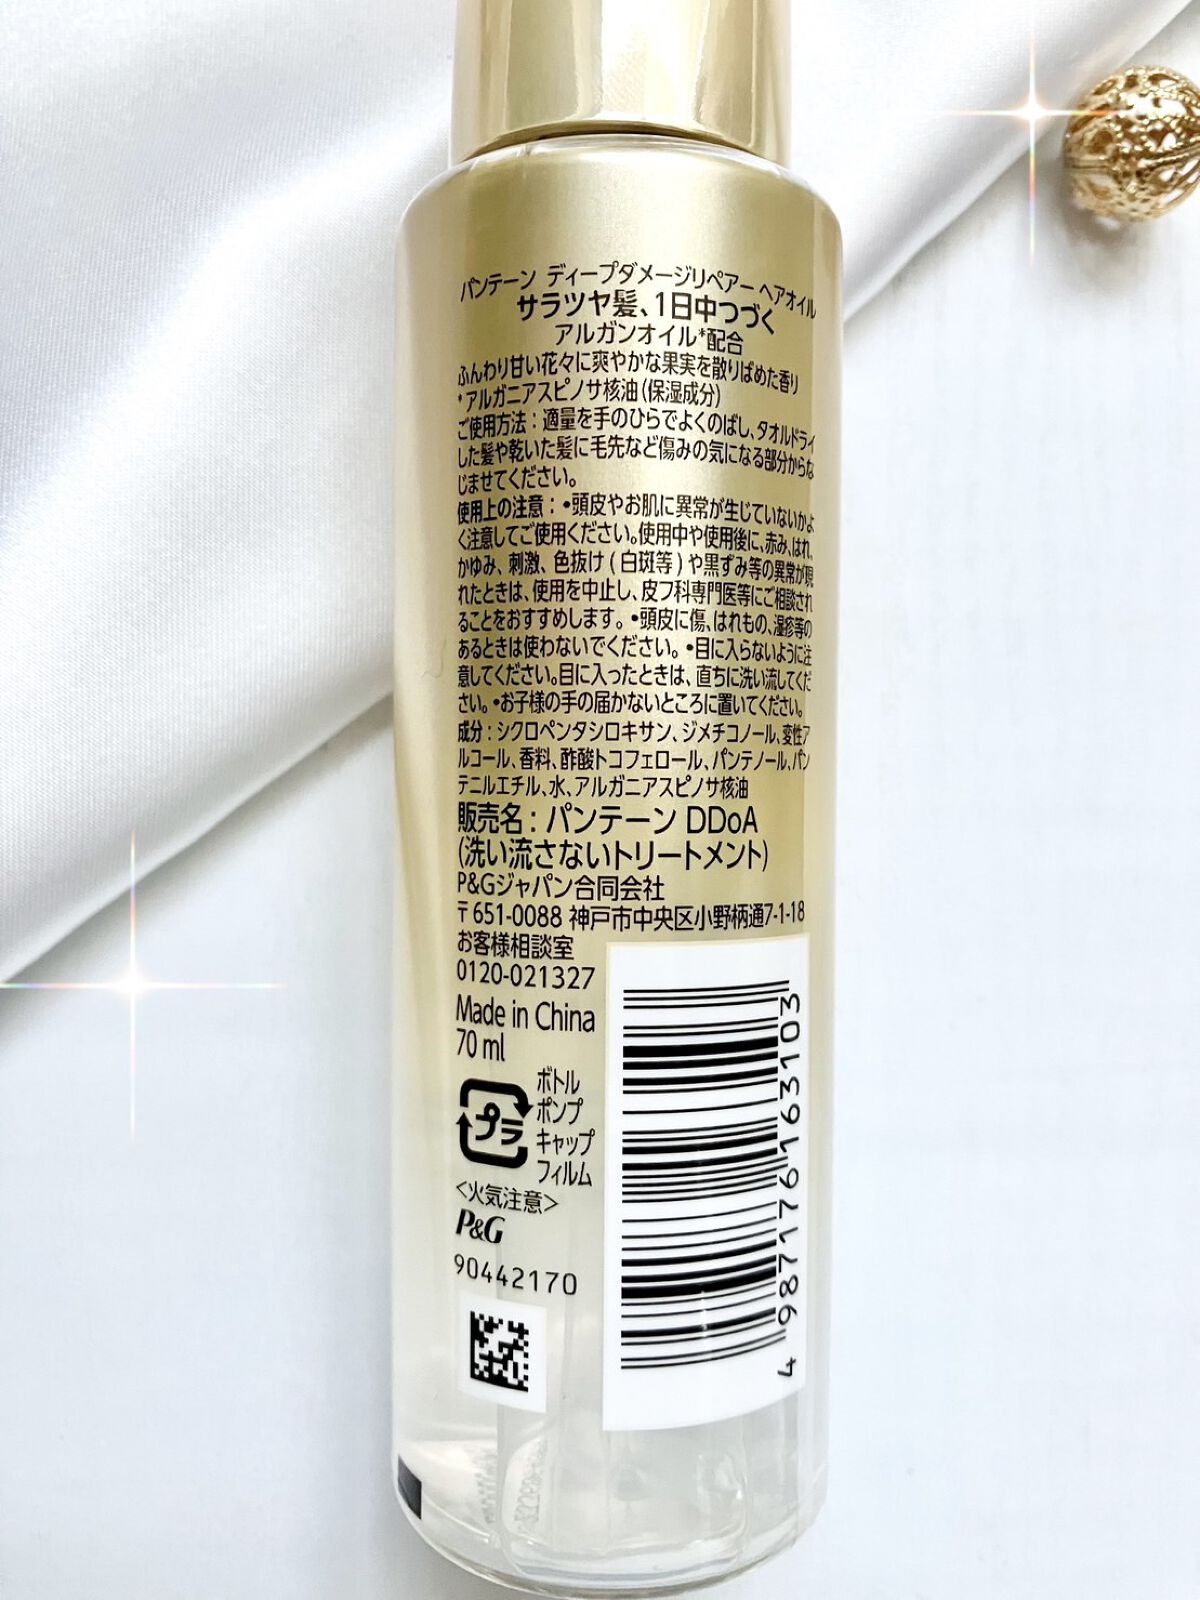 パンテーン ディープダメージリペアー ヘアオイル
サラツヤ髪、1日中つづく
アルガンオイル*配合
ふんわり甘い花々に爽やかな果実を散りばめた香り
*アルガニアスピノサ核油(保湿成分)
ご使用方法：適量を手のひらでよくのばし、タオルドライ
した髪や乾いた髪に毛先など傷みの気になる部分からな
じませてください。
使用上の注意：•頭皮やお肌に異常が生じていないかよ
く注意してご使用ください。使用中や使用後に、赤み、はれ、
かゆみ、刺激、色抜け(白斑等)や黒ずみ等の異常が現
れたときは、使用を中止し、皮フ科専門医等にご相談され
ることをおすすめします。•頭皮に傷、はれもの、湿疹等の
あるときは使わないでください。•目に入らないように注
意してください。目に入ったときは、直ちに洗い流してくだ
さい。•お子様の手の届かないところに置いてください。
成分：シクロペンタシロキサン、ジメチコノール、変性ア
ルコール、香料、酢酸トコフェロール、パンテノール、パン
テニルエチル、水、アルガニアスピノサ核油
販売名：パンテーン DDoA
(洗い流さないトリートメント)
P&Gジャパン合同会社
〒651-0088 神戸市中央区小野柄通7-1-18
お客様相談室
0120-021327
Made in China
70 ml
プラ
ボトル
ポンプ
キャップ
フィルム
<火気注意>
P&G
90442170
4 987176 163103